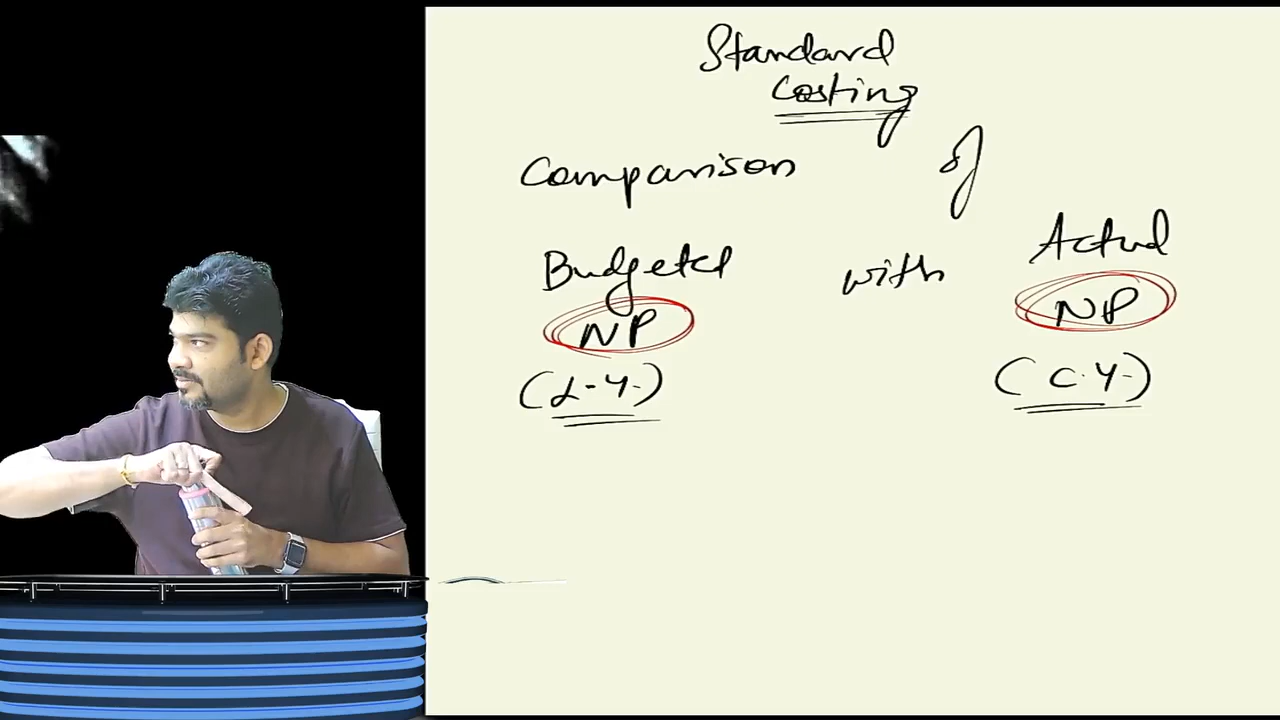 Standard
Costing
Comparison of
Budgeted with Actual
NP NP
(L.Y.) (C.Y.)